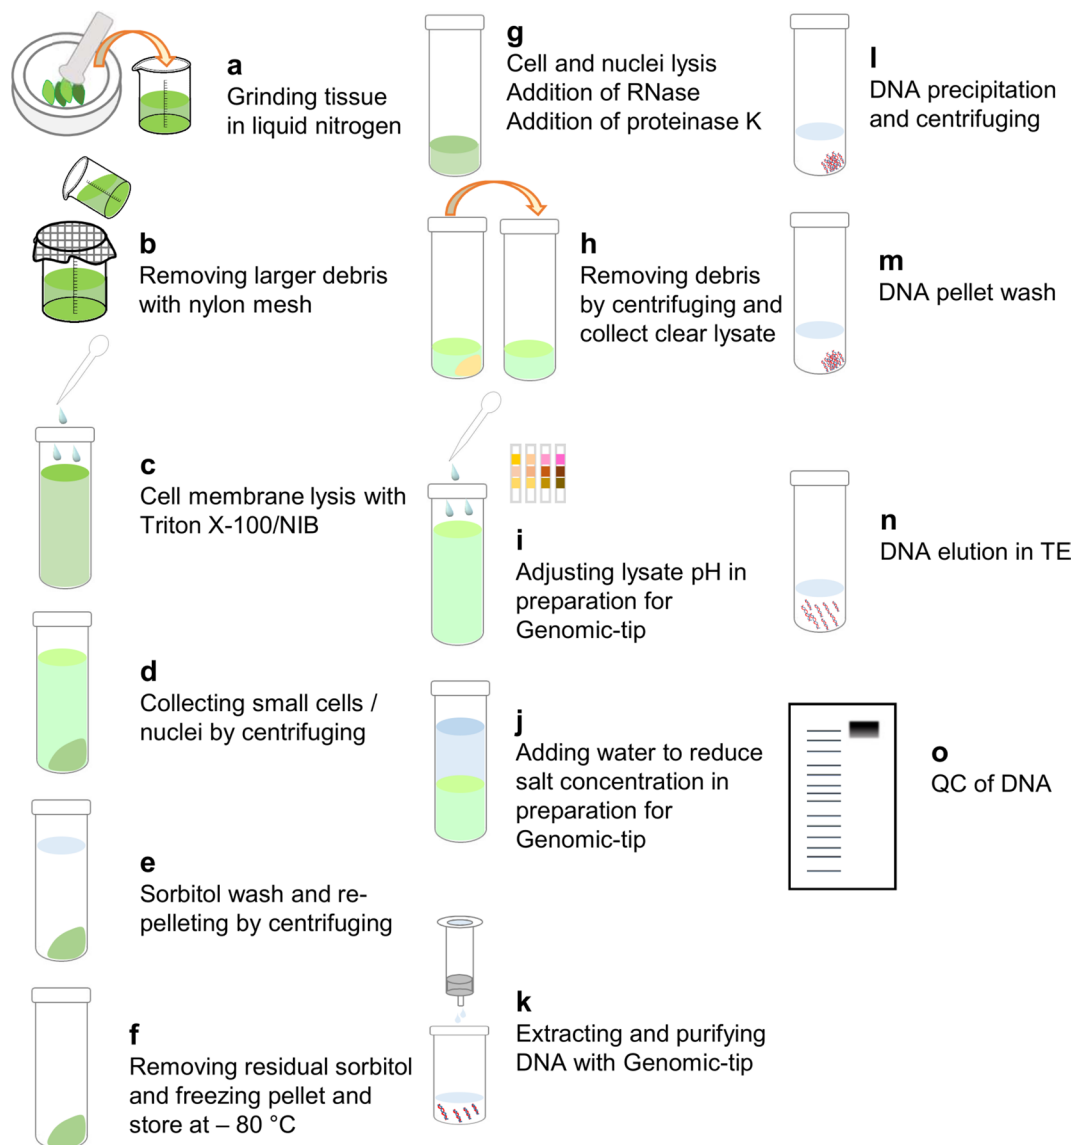 a
Grinding tissue
in liquid nitrogen
b
Removing larger debris
with nylon mesh
c
Cell membrane lysis with
Triton X-100/NIB
d
Collecting small cells /
nuclei by centrifuging
e
Sorbitol wash and re-
pelleting by centrifuging
f
Removing residual sorbitol
and freezing pellet and
store at – 80 °C
g
Cell and nuclei lysis
Addition of RNase
Addition of proteinase K
h
Removing debris
by centrifuging and
collect clear lysate
i
Adjusting lysate pH in
preparation for
Genomic-tip
j
Adding water to reduce
salt concentration in
preparation for
Genomic-tip
k
Extracting and purifying
DNA with Genomic-tip
l
DNA precipitation
and centrifuging
m
DNA pellet wash
n
DNA elution in TE
o
QC of DNA